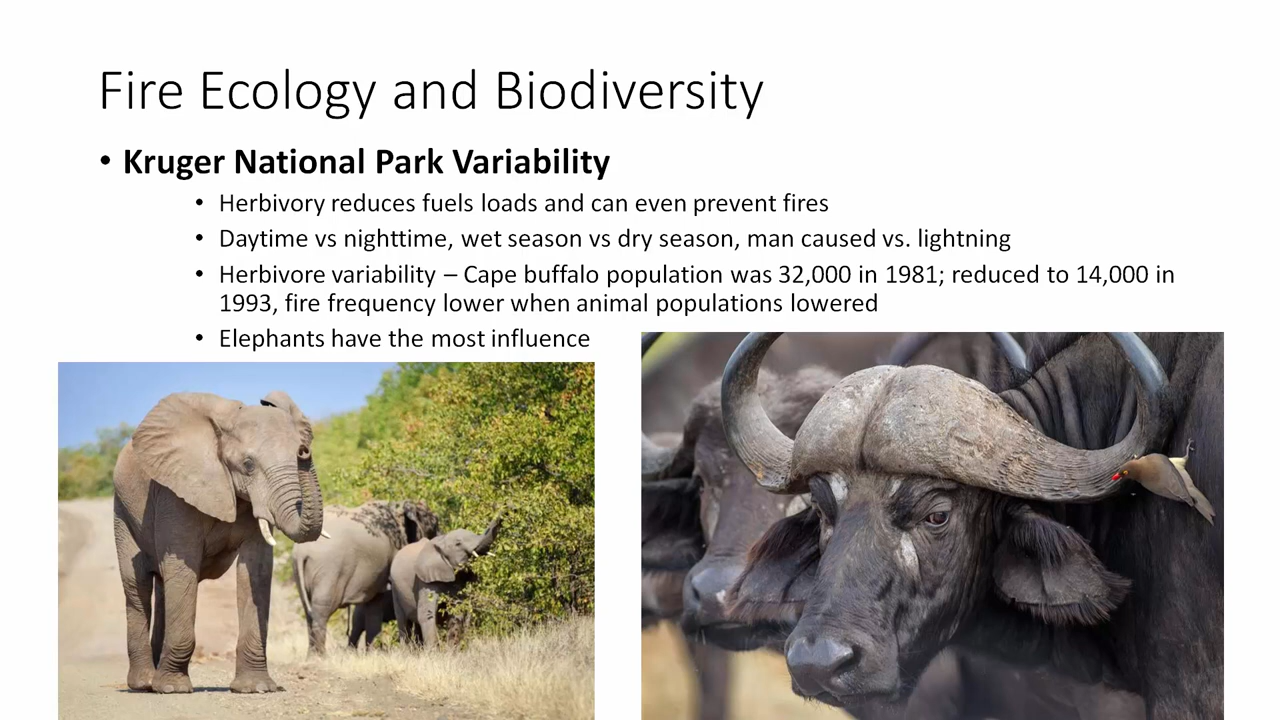 Fire Ecology and Biodiversity
• Kruger National Park Variability
• Herbivory reduces fuels loads and can even prevent fires
• Daytime vs nighttime, wet season vs dry season, man caused vs. lightning
• Herbivore variability – Cape buffalo population was 32,000 in 1981; reduced to 14,000 in
1993, fire frequency lower when animal populations lowered
• Elephants have the most influence